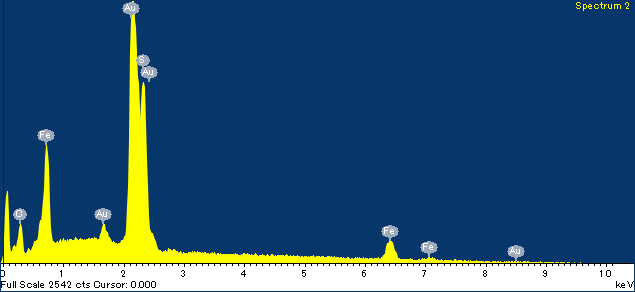 Spectrum 2
Au
S
Au
Fe
C
Au
Fe
Fe
Au
0 1 2 3 4 5 6 7 8 9 10
Full Scale 2542 cts Cursor: 0.000 keV